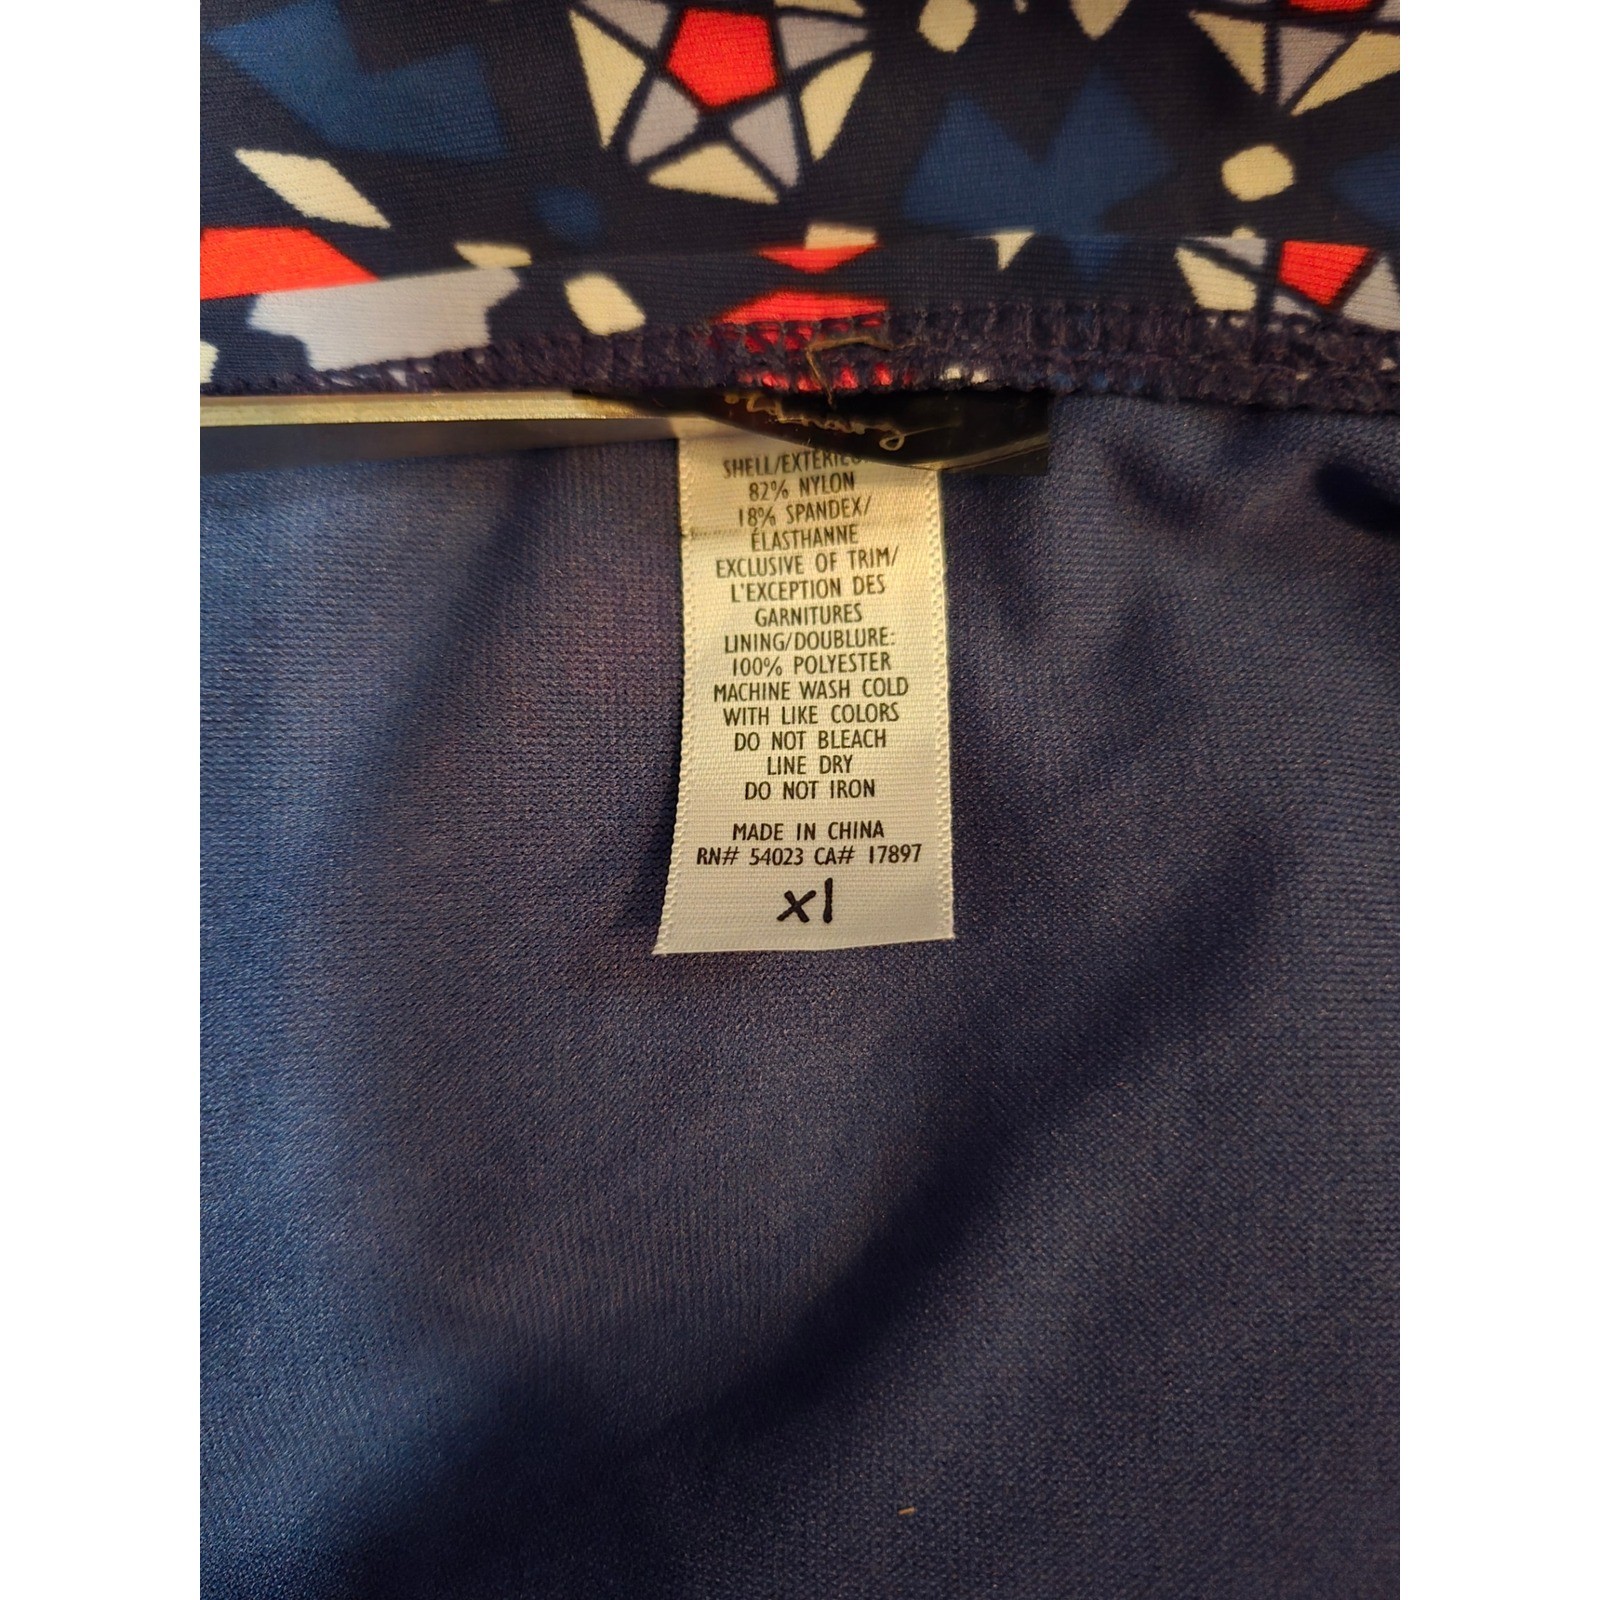 SHELL/EXTÉRIEU
82% NYLON
18% SPANDEX/
ÉLASTHANNE
EXCLUSIVE OF TRIM/
L'EXCEPTION DES
GARNITURES
LINING/DOUBLURE:
100% POLYESTER
MACHINE WASH COLD
WITH LIKE COLORS
DO NOT BLEACH
LINE DRY
DO NOT IRON
MADE IN CHINA
RN# 54023 CA# 17897
xl